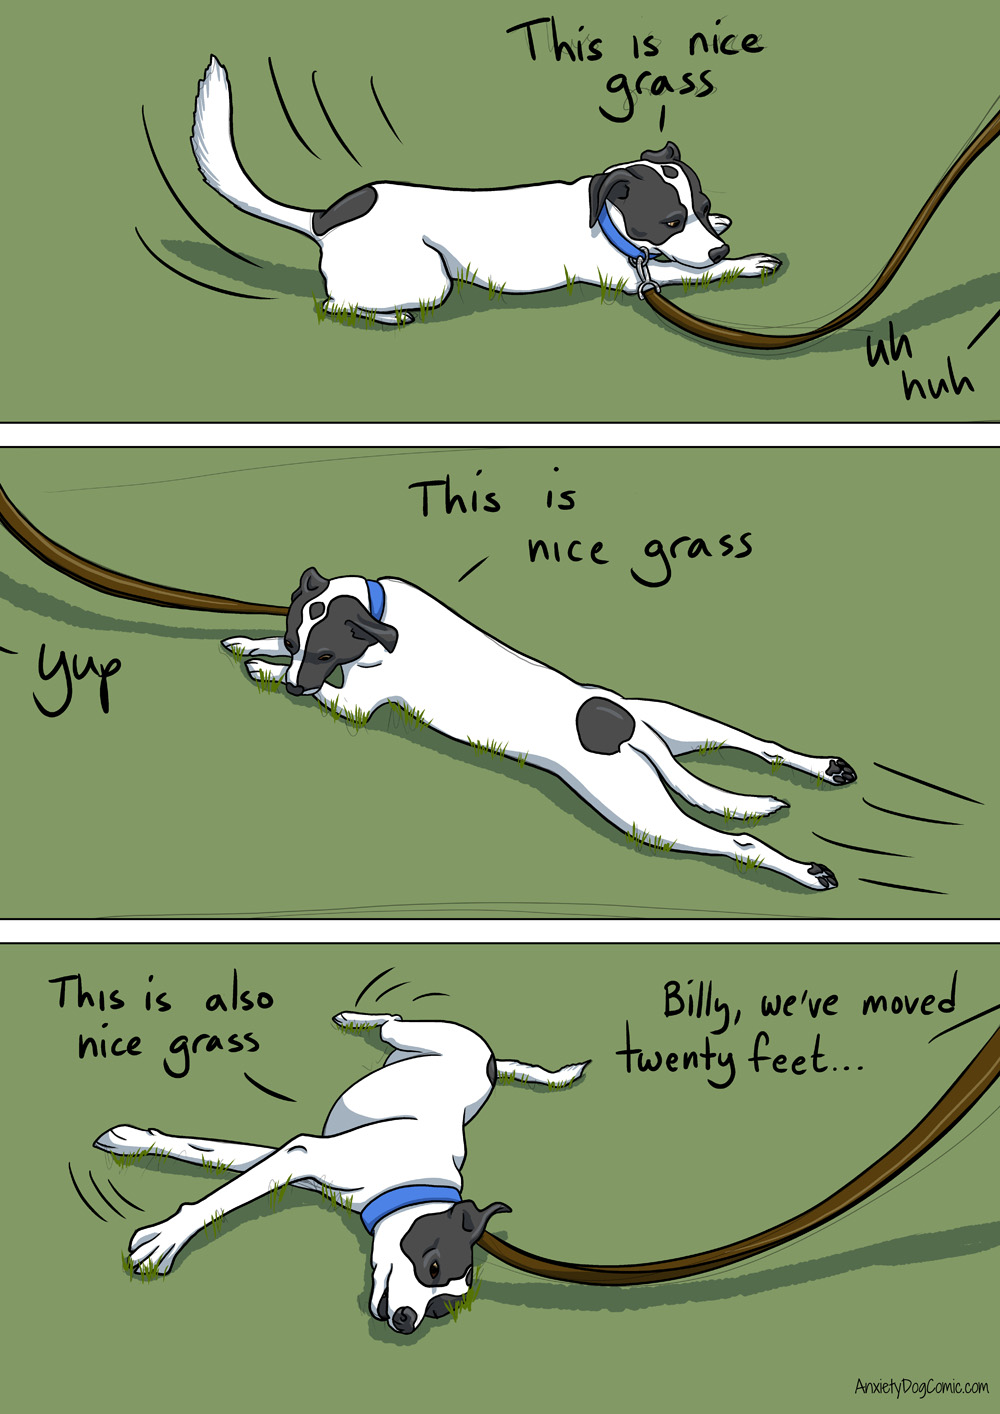 This is nice
grass
uh
huh
This is
nice grass
Yup
This is also
nice grass
Billy, we've moved
twenty feet...
AnxietyDogComic.com